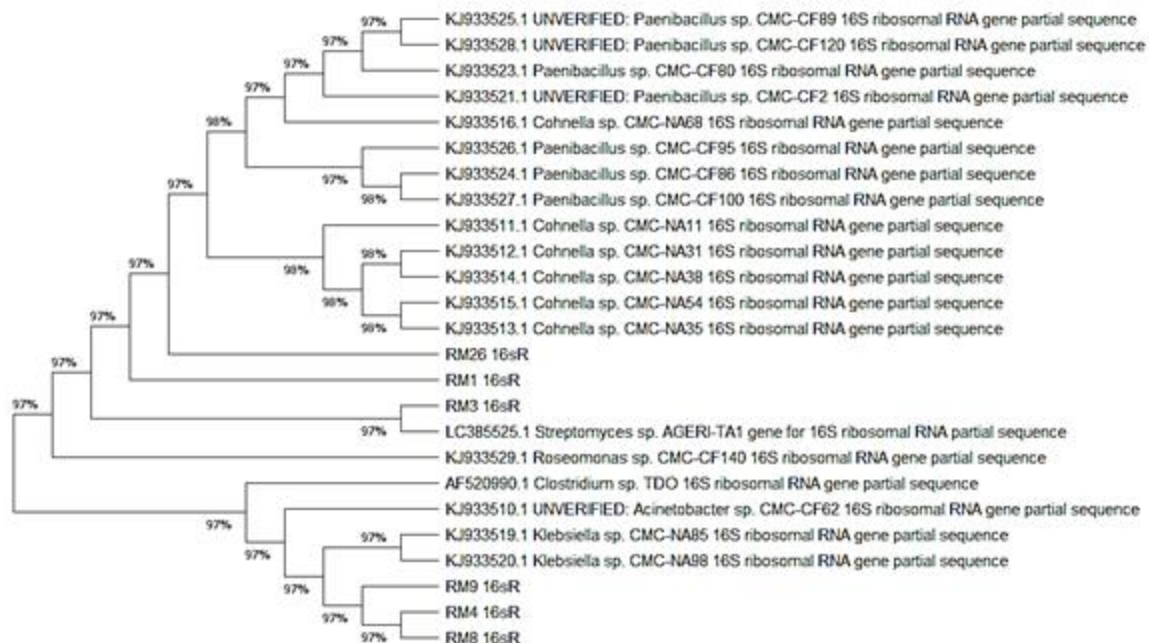 97%
KJ933525.1 UNVERIFIED: Paenibacillus sp. CMC-CF89 16S ribosomal RNA gene partial sequence
97%
KJ933528.1 UNVERIFIED: Paenibacillus sp. CMC-CF120 16S ribosomal RNA gene partial sequence
97%
KJ933523.1 Paenibacillus sp. CMC-CF80 16S ribosomal RNA gene partial sequence
97%
KJ933521.1 UNVERIFIED: Paenibacillus sp. CMC-CF2 16S ribosomal RNA gene partial sequence
98%
KJ933516.1 Cohnella sp. CMC-NA68 16S ribosomal RNA gene partial sequence
KJ933526.1 Paenibacillus sp. CMC-CF95 16S ribosomal RNA gene partial sequence
97%
KJ933524.1 Paenibacillus sp. CMC-CF86 16S ribosomal RNA gene partial sequence
97%
98%
KJ933527.1 Paenibacillus sp. CMC-CF100 16S ribosomal RNA gene partial sequence
KJ933511.1 Cohnella sp. CMC-NA11 16S ribosomal RNA gene partial sequence
98%
KJ933512.1 Cohnella sp. CMC-NA31 16S ribosomal RNA gene partial sequence
97%
98%
KJ933514.1 Cohnella sp. CMC-NA38 16S ribosomal RNA gene partial sequence
98%
KJ933515.1 Cohnella sp. CMC-NA54 16S ribosomal RNA gene partial sequence
97%
98%
KJ933513.1 Cohnella sp. CMC-NA35 16S ribosomal RNA gene partial sequence
RM26 16sR
97%
RM1 16sR
97%
RM3 16sR
97%
LC385525.1 Streptomyces sp. AGERI-TA1 gene for 16S ribosomal RNA partial sequence
KJ933529.1 Roseomonas sp. CMC-CF140 16S ribosomal RNA gene partial sequence
AF520990.1 Clostridium sp. TDO 16S ribosomal RNA gene partial sequence
97%
KJ933510.1 UNVERIFIED: Acinetobacter sp. CMC-CF62 16S ribosomal RNA gene partial sequence
97%
KJ933519.1 Klebsiella sp. CMC-NA85 16S ribosomal RNA gene partial sequence
97%
KJ933520.1 Klebsiella sp. CMC-NA98 16S ribosomal RNA gene partial sequence
97%
RM9 16sR
97%
RM4 16sR
97%
RM8 16sR